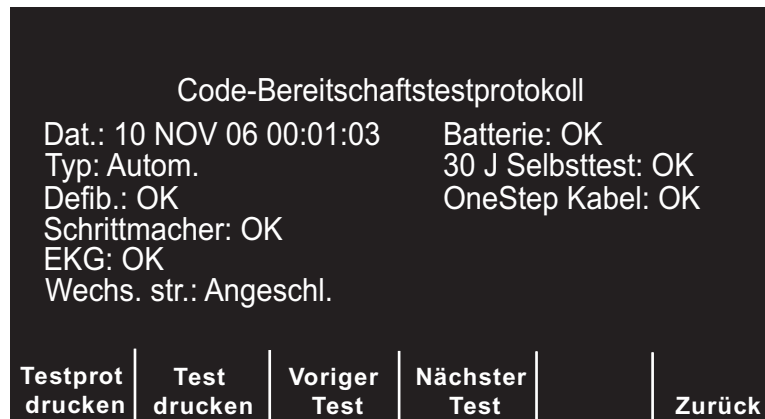 Code-Bereitschaftstestprotokoll
Dat.: 10 NOV 06 00:01:03
Typ: Autom.
Defib.: OK
Schrittmacher: OK
EKG: OK
Wechs. str.: Angeschl.
Batterie: OK
30 J Selbsttest: OK
OneStep Kabel: OK
Testprot
drucken
Test
drucken
Voriger
Test
Nächster
Test
Zurück